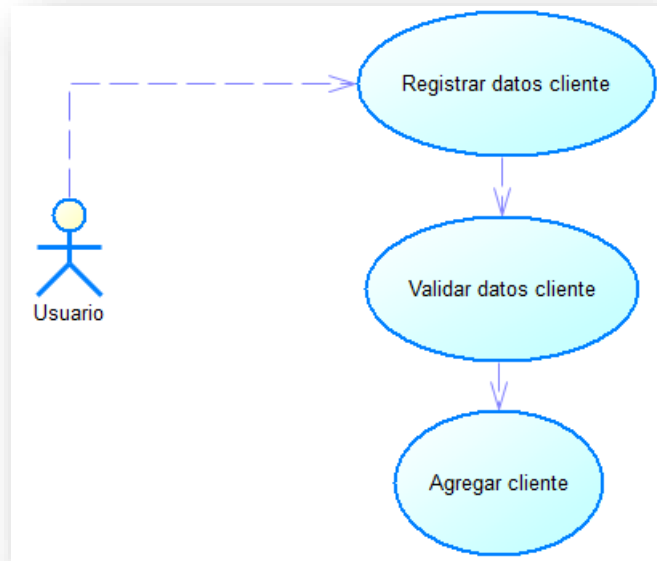 Registrar datos cliente
Usuario
Validar datos cliente
Agregar cliente